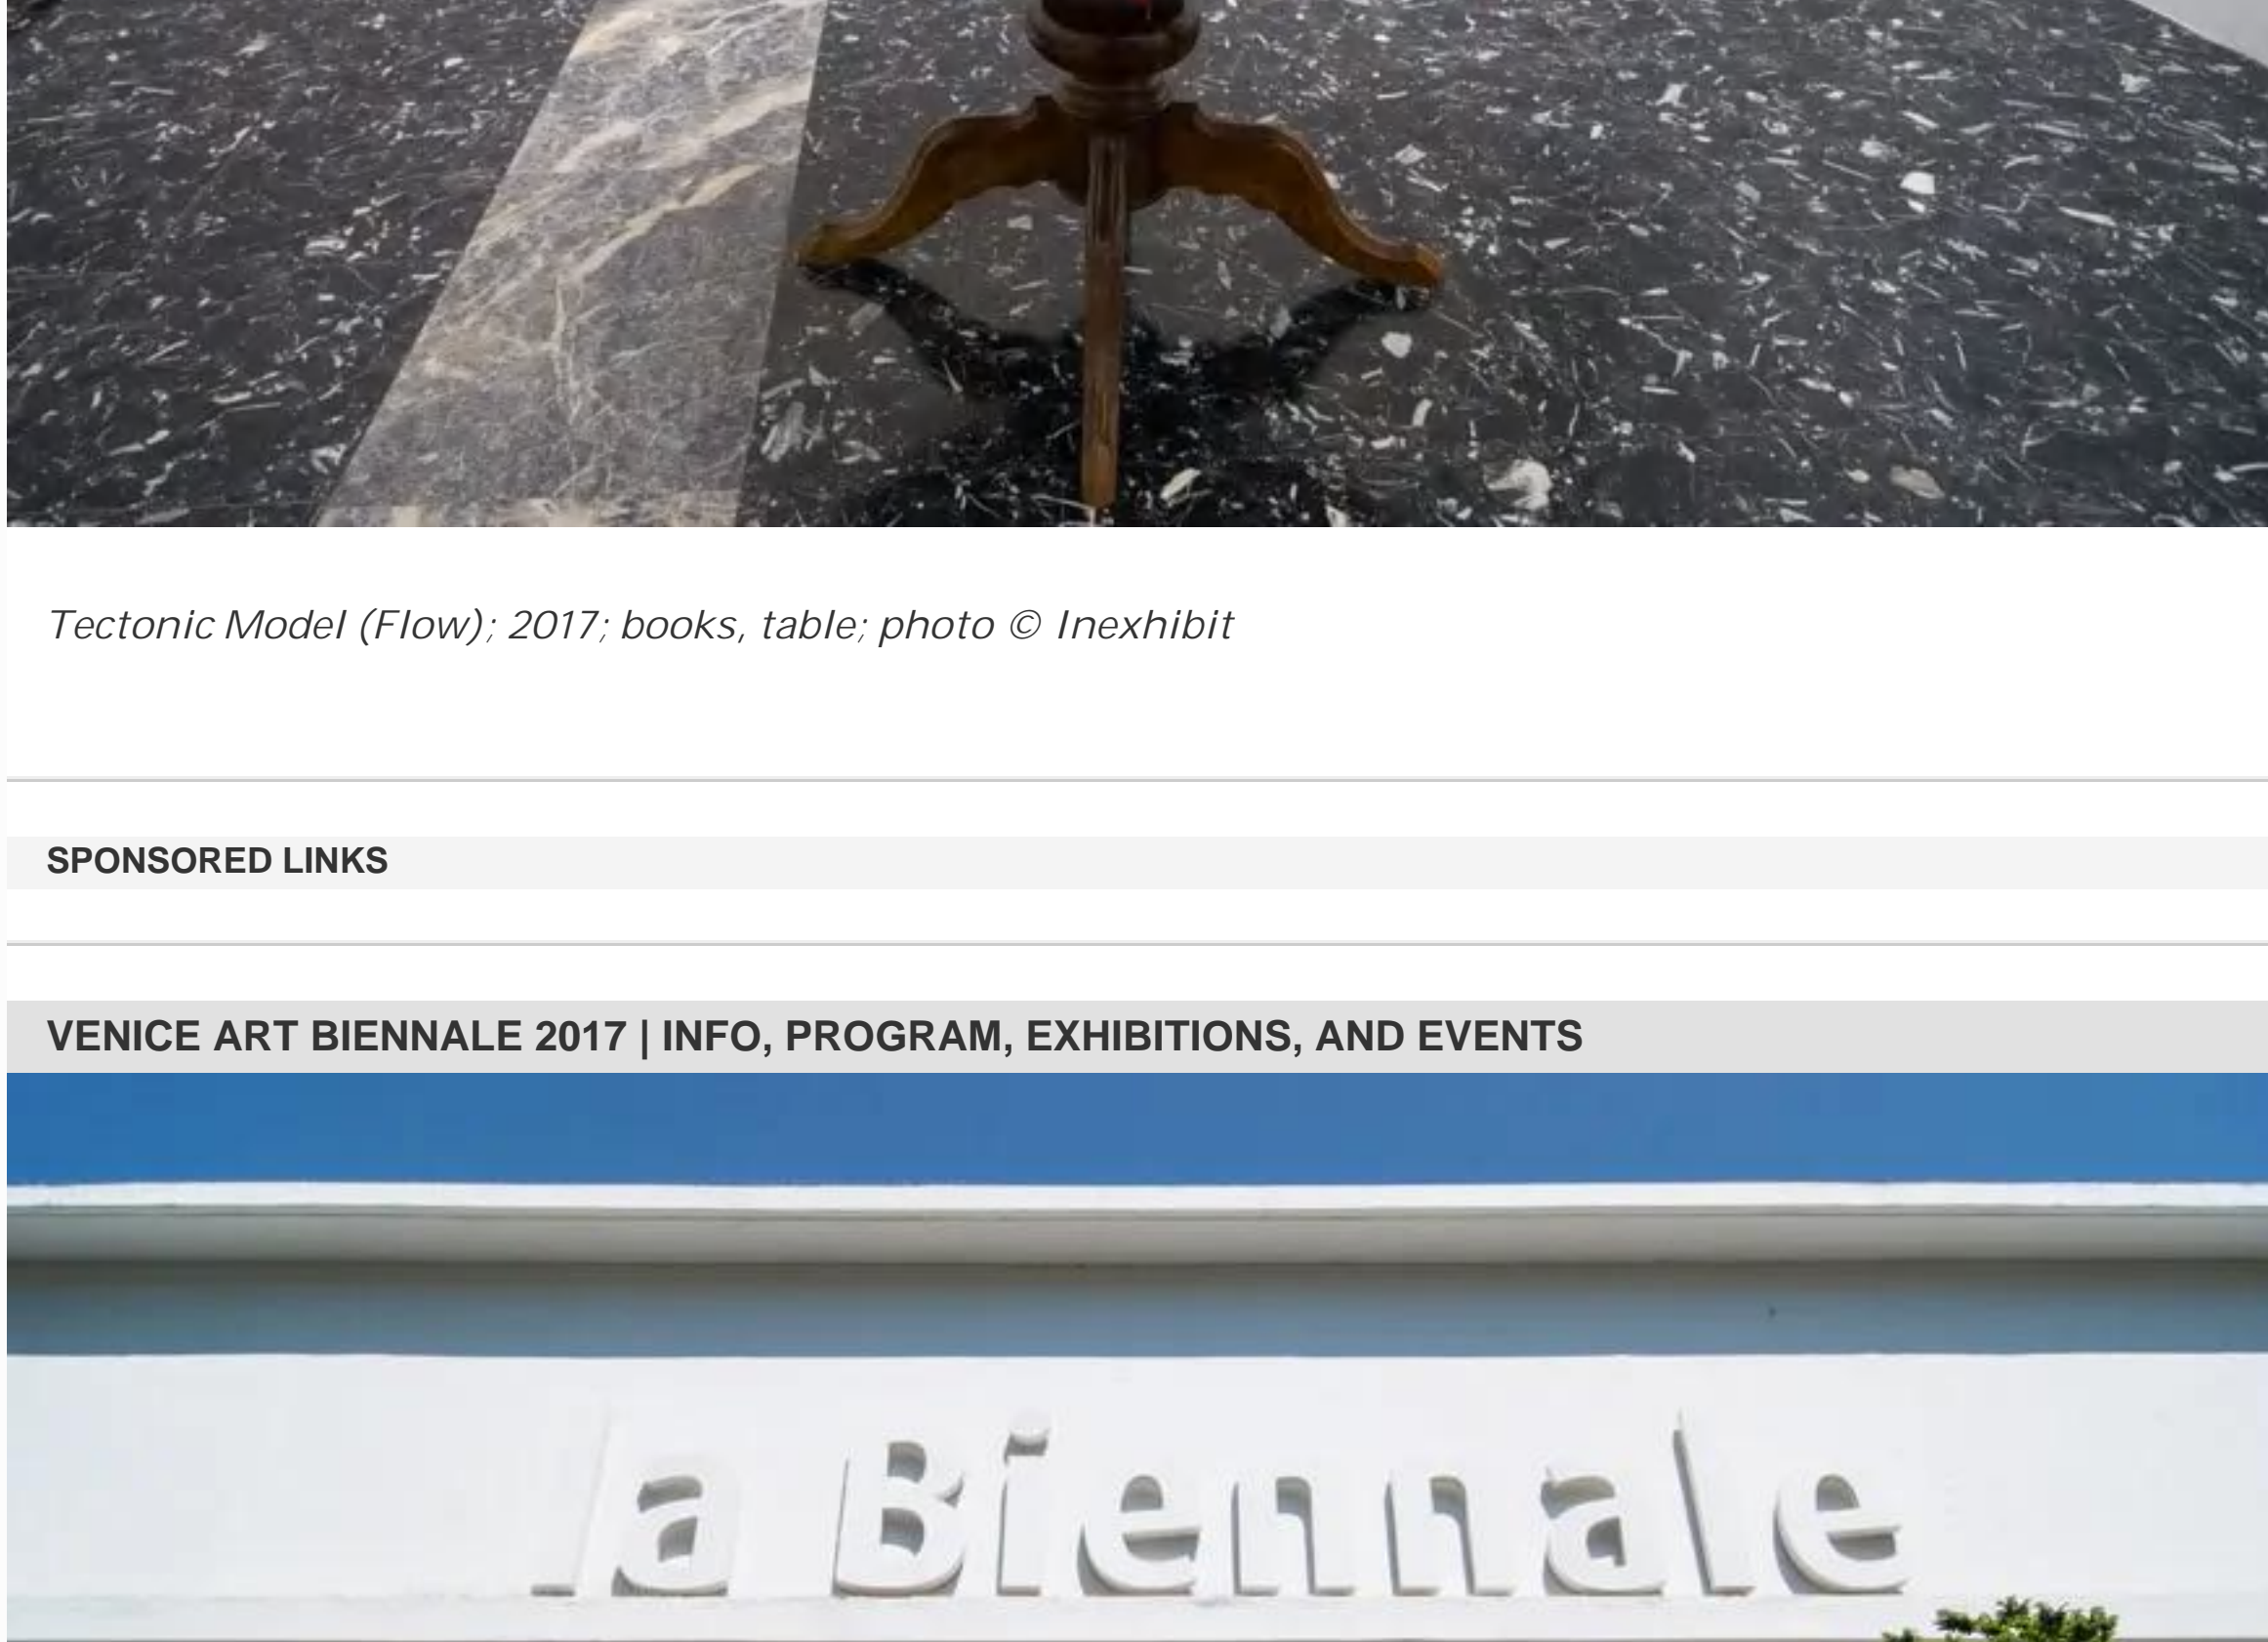 Tectonic Model (Flow); 2017; books, table; photo © Inexhibit
SPONSORED LINKS
VENICE ART BIENNALE 2017 | INFO, PROGRAM, EXHIBITIONS, AND EVENTS
la Biennale